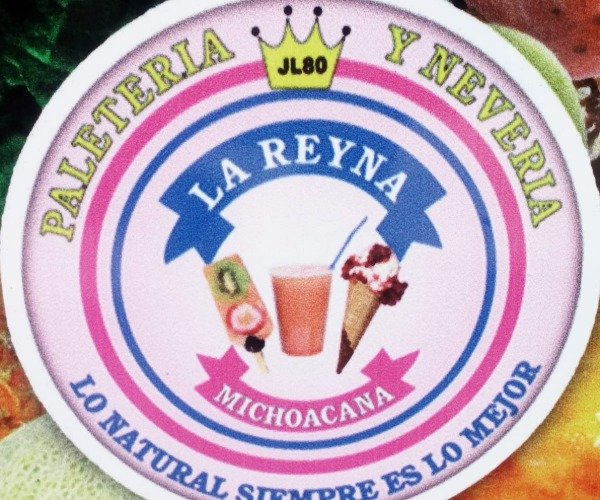 PALETERIA Y NEVERIA
JL80
LA REYNA
MICHOACANA
LO NATURAL SIEMPRE ES LO MEJOR